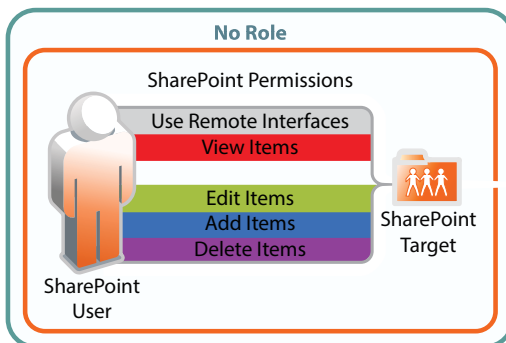 No Role
SharePoint Permissions
Use Remote Interfaces
View Items
Edit Items
Add Items
Delete Items
SharePoint
User
SharePoint
Target